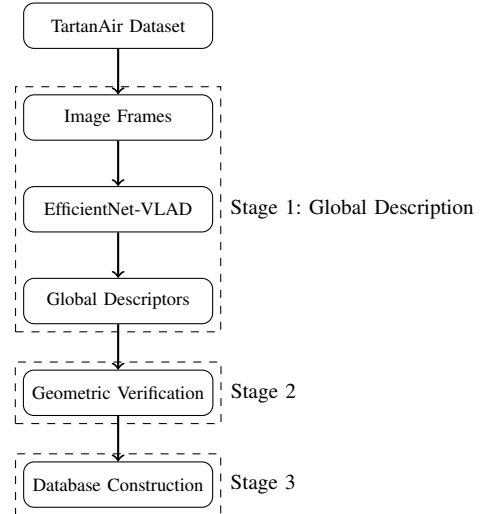 TartanAir Dataset
Image Frames
EfficientNet-VLAD
Stage 1: Global Description
Global Descriptors
Geometric Verification
Stage 2
Database Construction
Stage 3